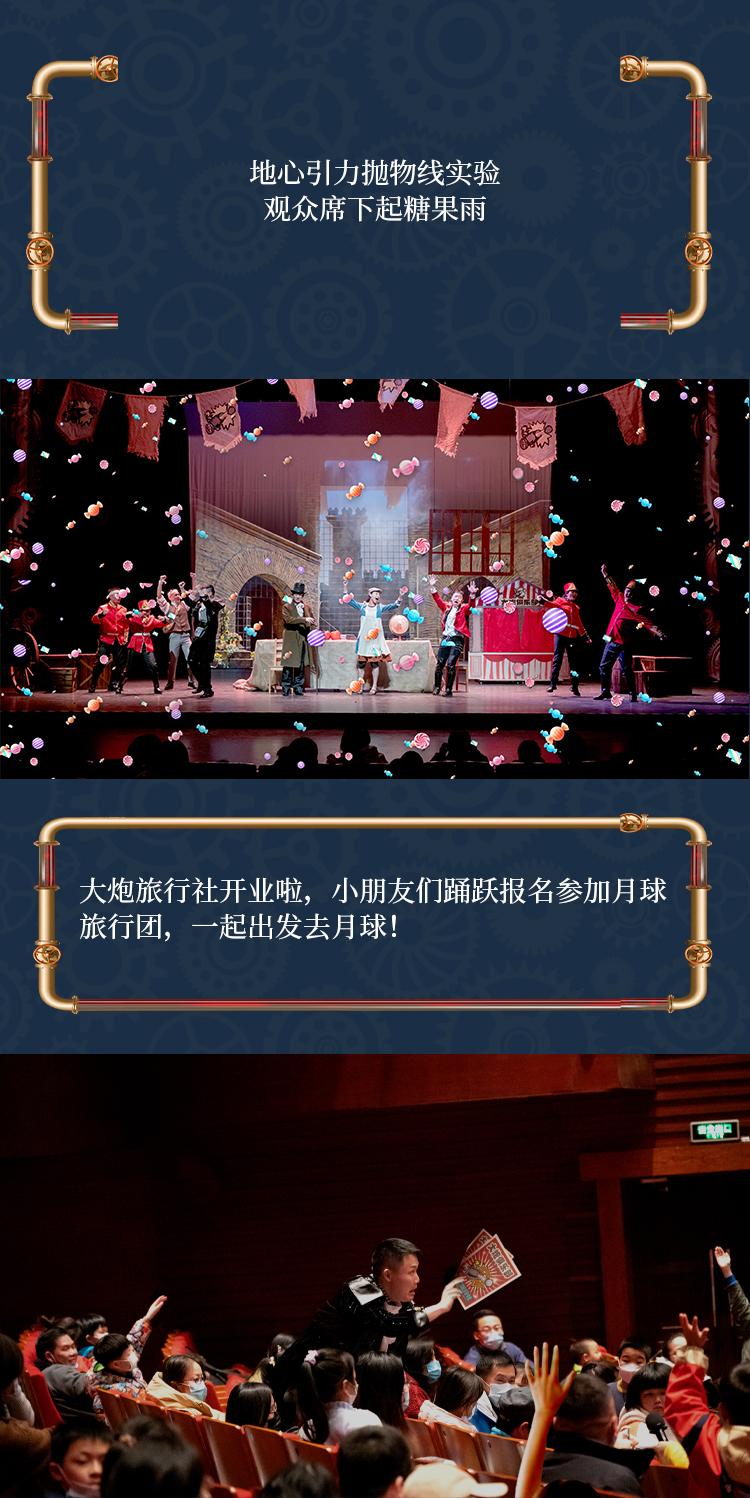 地心引力抛物线实验
观众席下起糖果雨
大炮旅行社开业啦，小朋友们踊跃报名参加月球
旅行团，一起出发去月球！